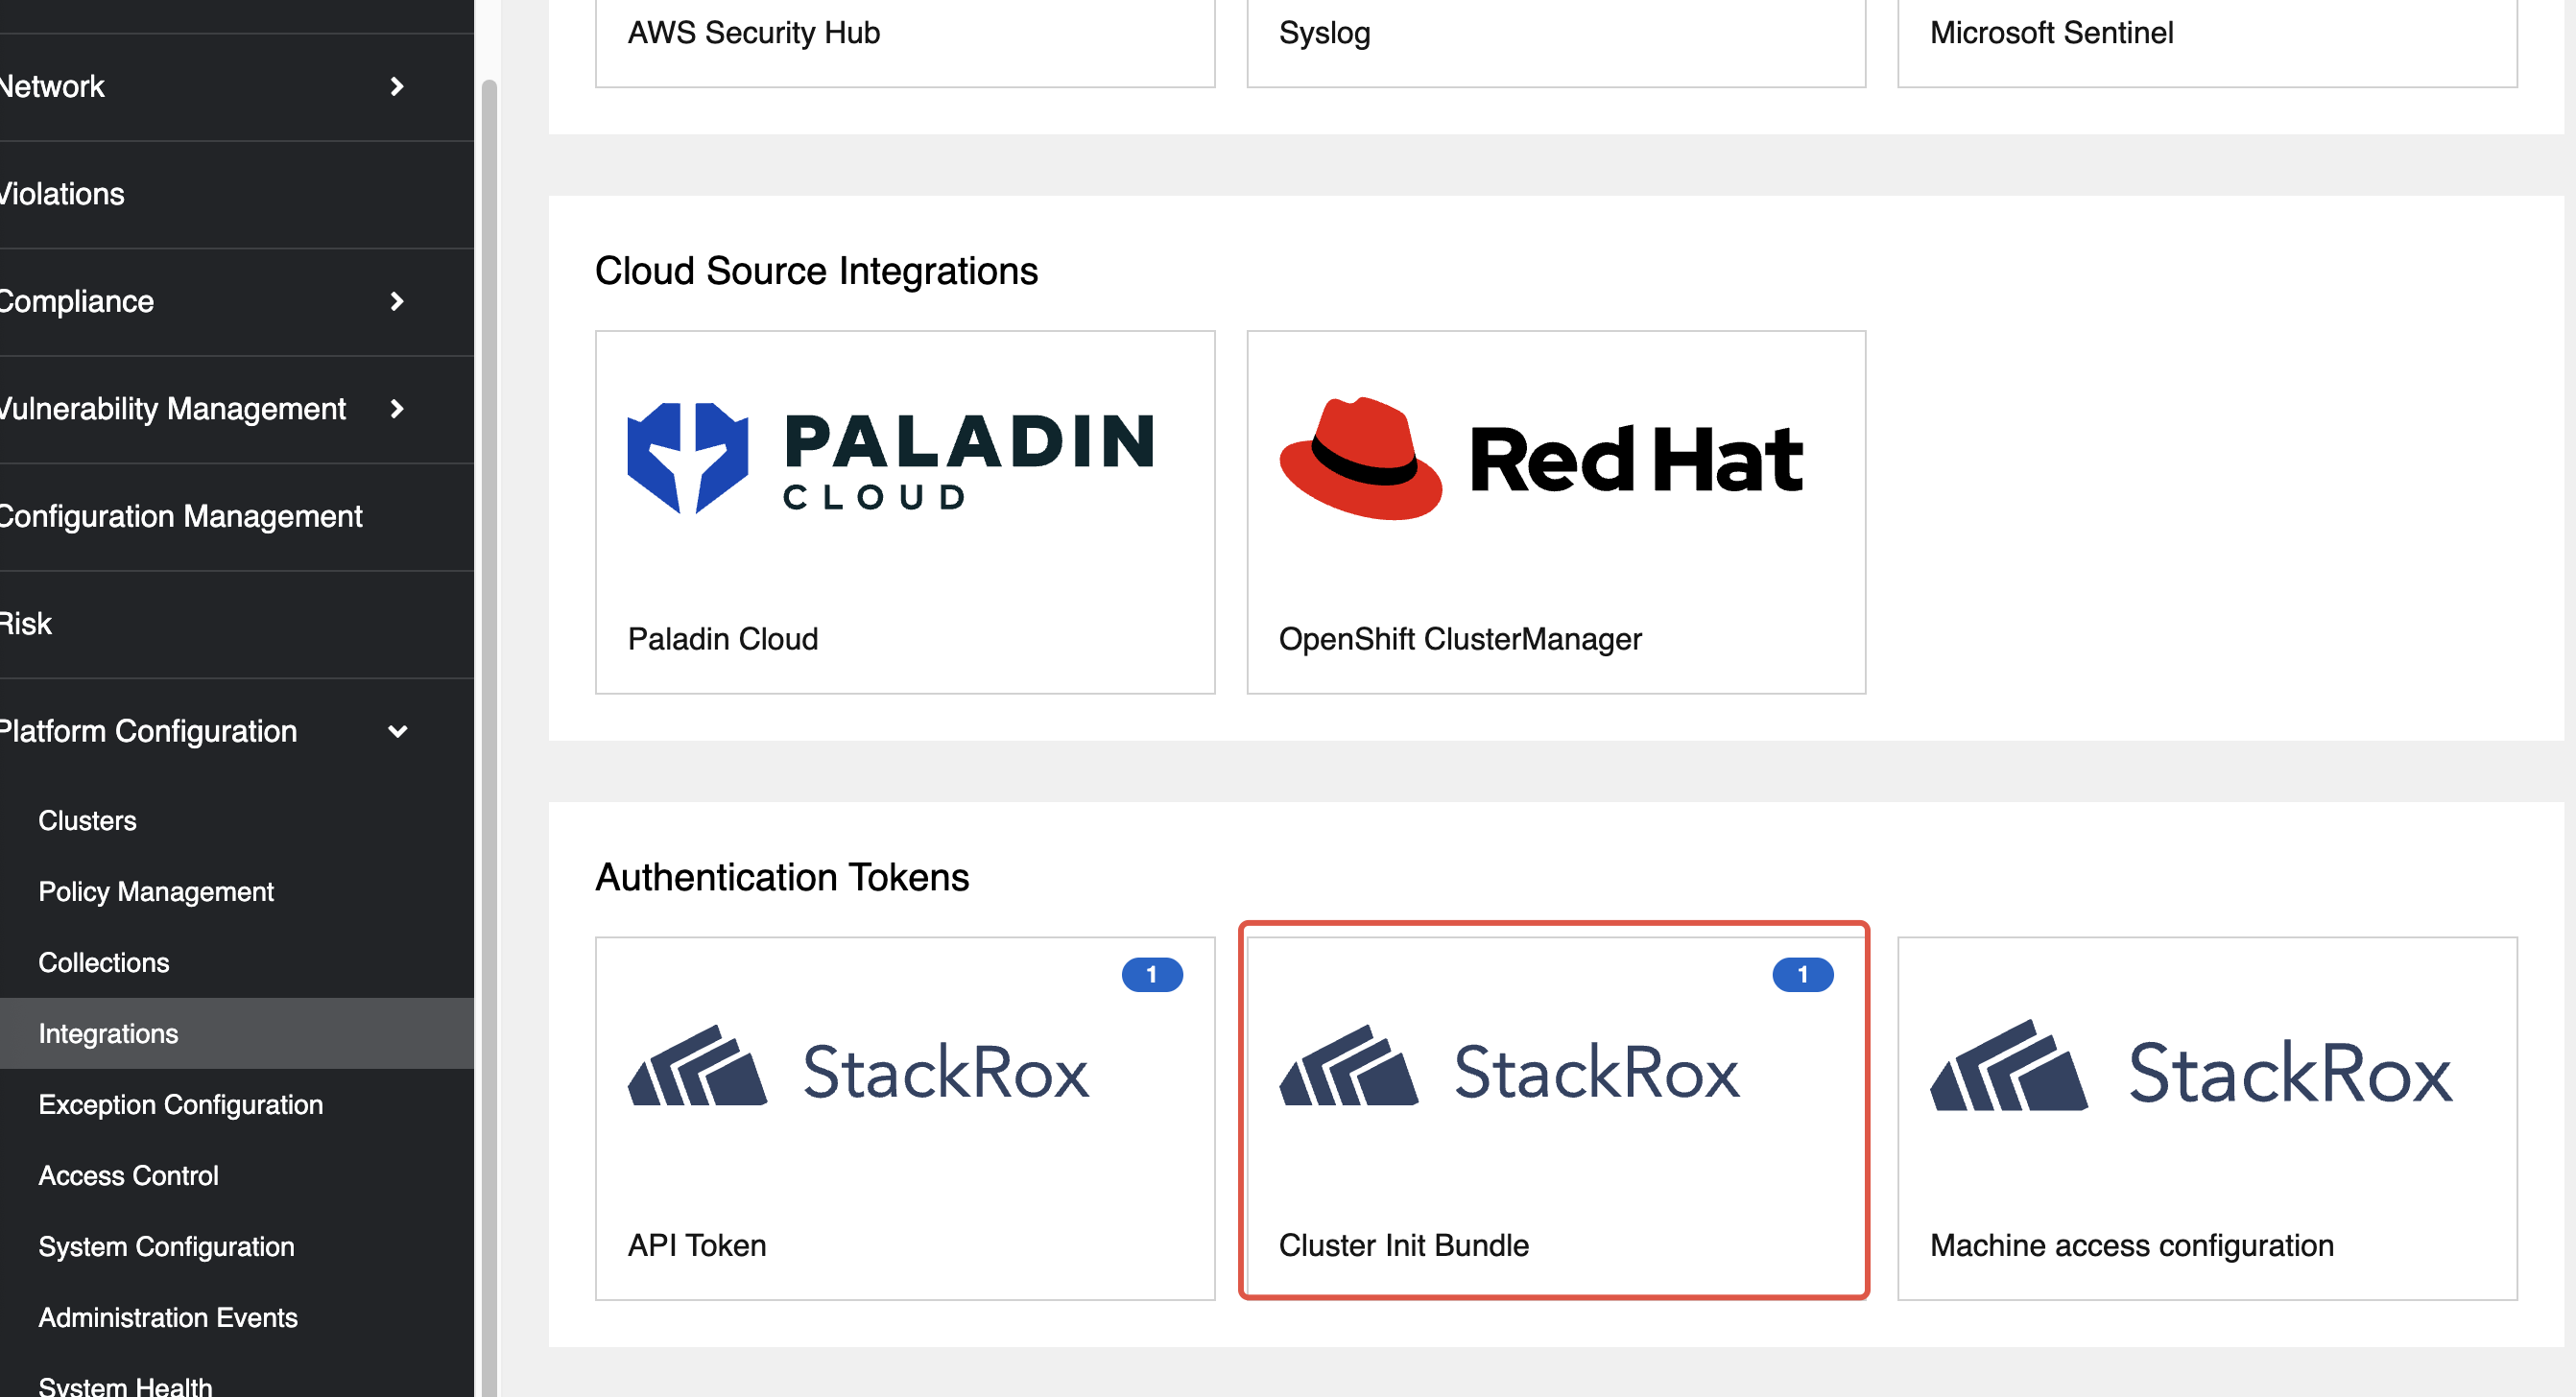 Network
Violations
Compliance
Vulnerability Management
Configuration Management
Risk
Platform Configuration
Clusters
Policy Management
Collections
Integrations
Exception Configuration
Access Control
System Configuration
Administration Events
System Health
AWS Security Hub
Syslog
Microsoft Sentinel
Cloud Source Integrations
PALADIN
CLOUD
Paladin Cloud
Red Hat
OpenShift ClusterManager
Authentication Tokens
1
StackRox
API Token
1
StackRox
Cluster Init Bundle
StackRox
Machine access configuration